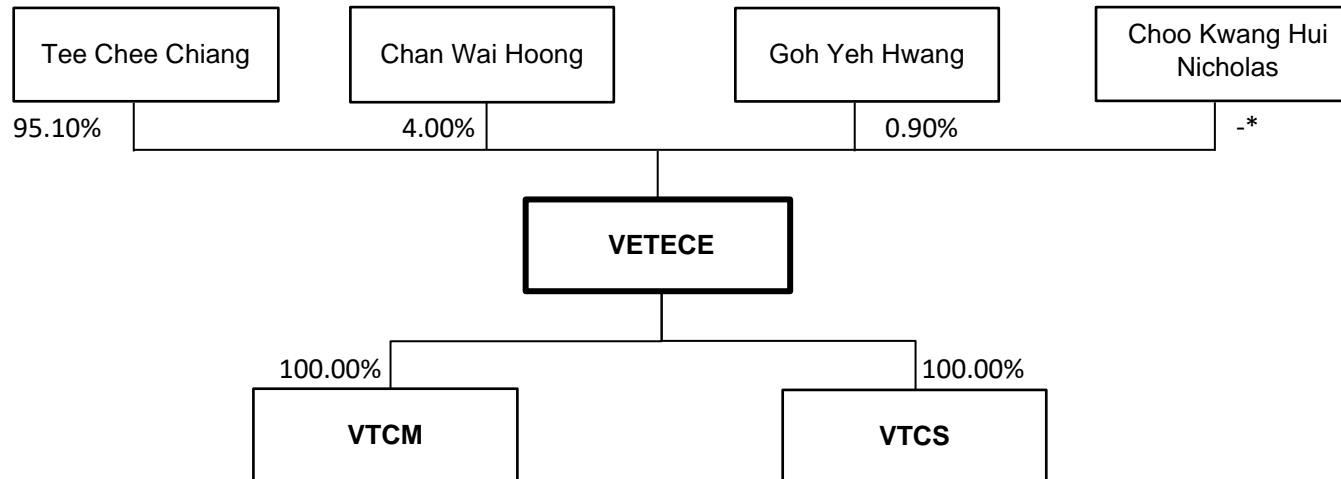 Tee Chee Chiang
Chan Wai Hoong
Goh Yeh Hwang
Choo Kwang Hui
Nicholas
95.10%
4.00%
0.90%
-*
VETECE
100.00%
100.00%
VTCM
VTCS